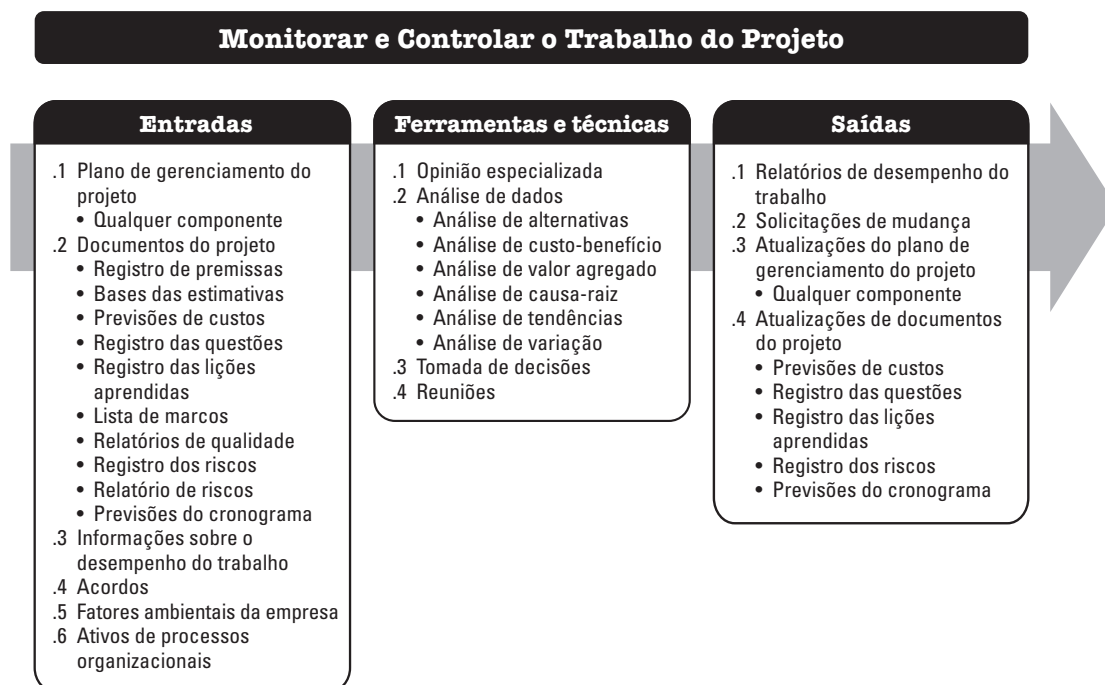 Monitorar e Controlar o Trabalho do Projeto
Entradas
.1 Plano de gerenciamento do
projeto
• Qualquer componente
.2 Documentos do projeto
• Registro de premissas
• Bases das estimativas
• Previsões de custos
• Registro das questões
• Registro das lições
aprendidas
• Lista de marcos
• Relatórios de qualidade
• Registro dos riscos
• Relatório de riscos
• Previsões do cronograma
.3 Informações sobre o
desempenho do trabalho
.4 Acordos
.5 Fatores ambientais da empresa
.6 Ativos de processos
organizacionais
Ferramentas e técnicas
.1 Opinião especializada
.2 Análise de dados
• Análise de alternativas
• Análise de custo-benefício
• Análise de valor agregado
• Análise de causa-raiz
• Análise de tendências
• Análise de variação
.3 Tomada de decisões
.4 Reuniões
Saídas
.1 Relatórios de desempenho do
trabalho
.2 Solicitações de mudança
.3 Atualizações do plano de
gerenciamento do projeto
• Qualquer componente
.4 Atualizações de documentos
do projeto
• Previsões de custos
• Registro das questões
• Registro das lições
aprendidas
• Registro dos riscos
• Previsões do cronograma